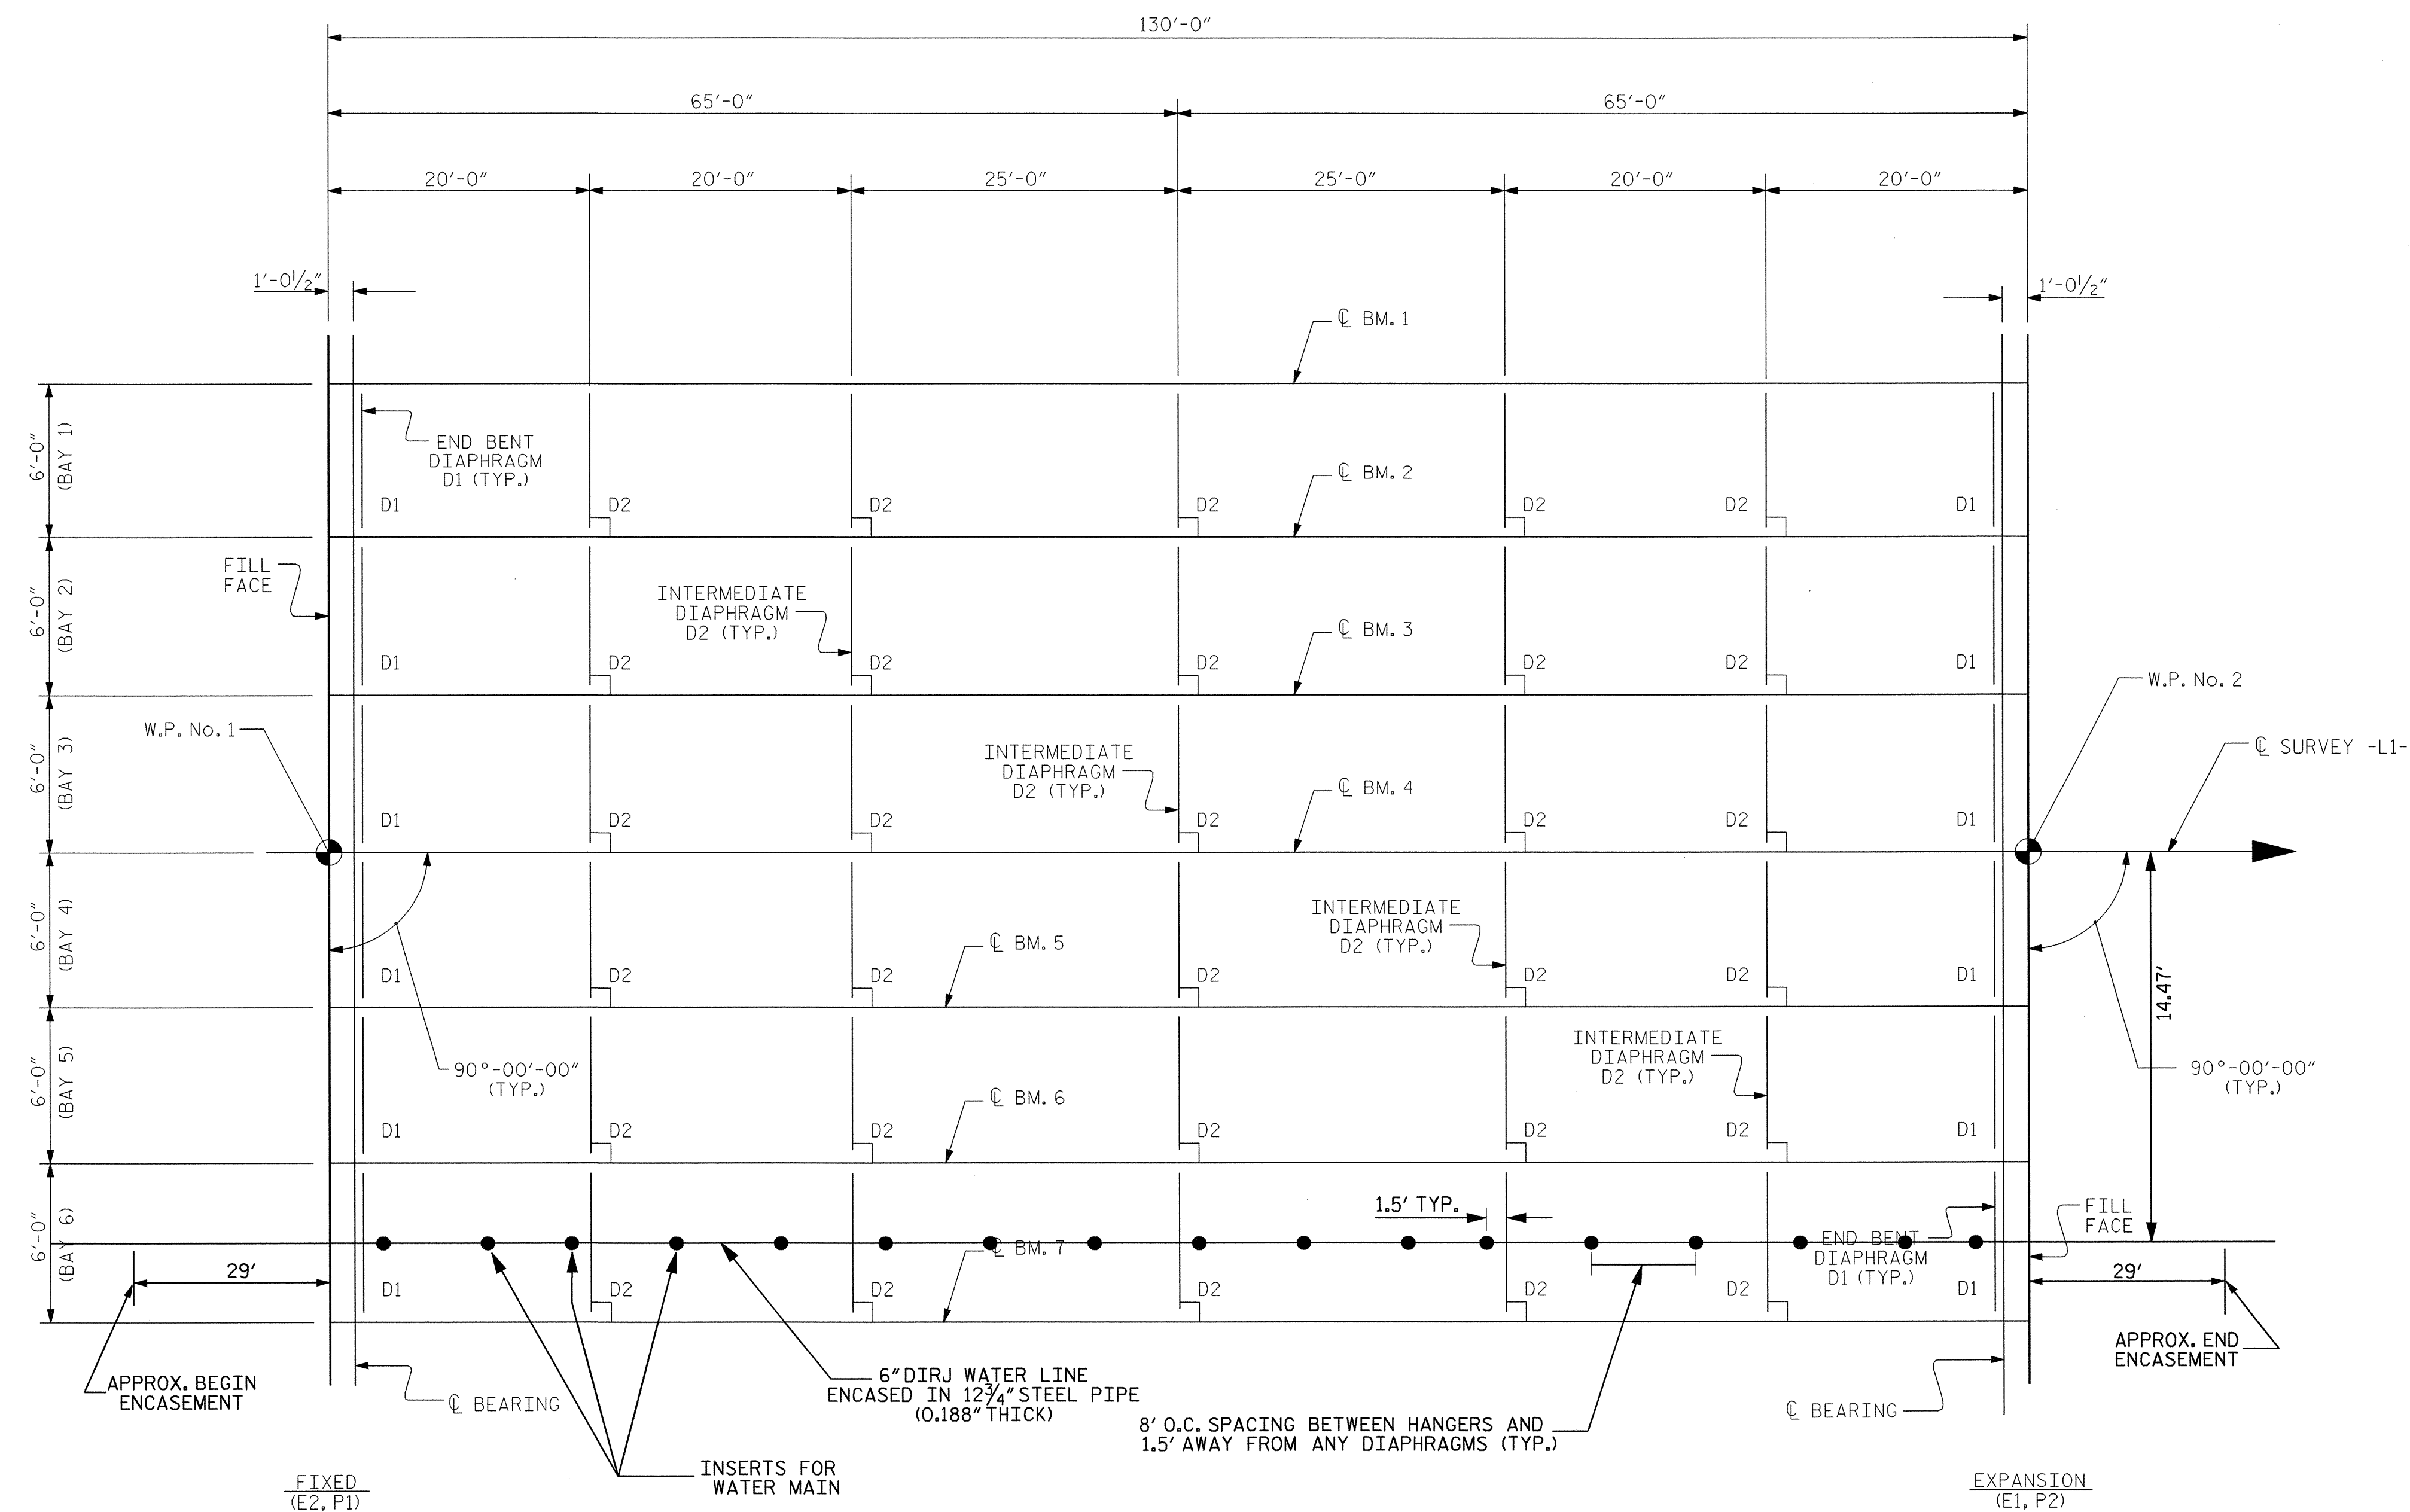 130'-0"
65'-0" 65'-0"
20'-0" 20'-0" 25'-0" 25'-0" 20'-0" 20'-0"
1'-0 1/2" 1'-0 1/2"
℄ BM. 1
6'-0"
(BAY 1)
END BENT
DIAPHRAGM
D1 (TYP.)
℄ BM. 2
D1 D2 D2 D2 D2 D2 D1
FILL
FACE
6'-0"
(BAY 2)
INTERMEDIATE
DIAPHRAGM
D2 (TYP.)
℄ BM. 3
D1 D2 D2 D2 D2 D2 D1
W.P. No. 2
W.P. No. 1
℄ SURVEY -L1-
6'-0"
(BAY 3)
INTERMEDIATE
DIAPHRAGM
D2 (TYP.)
℄ BM. 4
D1 D2 D2 D2 D2 D2 D1
6'-0"
(BAY 4)
INTERMEDIATE
DIAPHRAGM
D2 (TYP.)
℄ BM. 5
D1 D2 D2 D2 D2 D2 D1
14.47'
6'-0"
(BAY 5)
90°-00'-00"
(TYP.)
INTERMEDIATE
DIAPHRAGM
D2 (TYP.)
90°-00'-00"
(TYP.)
℄ BM. 6
D1 D2 D2 D2 D2 D2 D1
6'-0"
(BAY 6)
1.5' TYP.
FILL
FACE
℄ BM. 7
END BENT
DIAPHRAGM
D1 (TYP.)
29' 29'
D1 D2 D2 D2 D2 D2 D1
APPROX. BEGIN
ENCASEMENT
℄ BEARING
6" DIRJ WATER LINE
ENCASED IN 12 3/4" STEEL PIPE
(0.188" THICK)
8' O.C. SPACING BETWEEN HANGERS AND
1.5' AWAY FROM ANY DIAPHRAGMS (TYP.)
℄ BEARING
APPROX. END
ENCASEMENT
INSERTS FOR
WATER MAIN
FIXED
(E2, P1)
EXPANSION
(E1, P2)